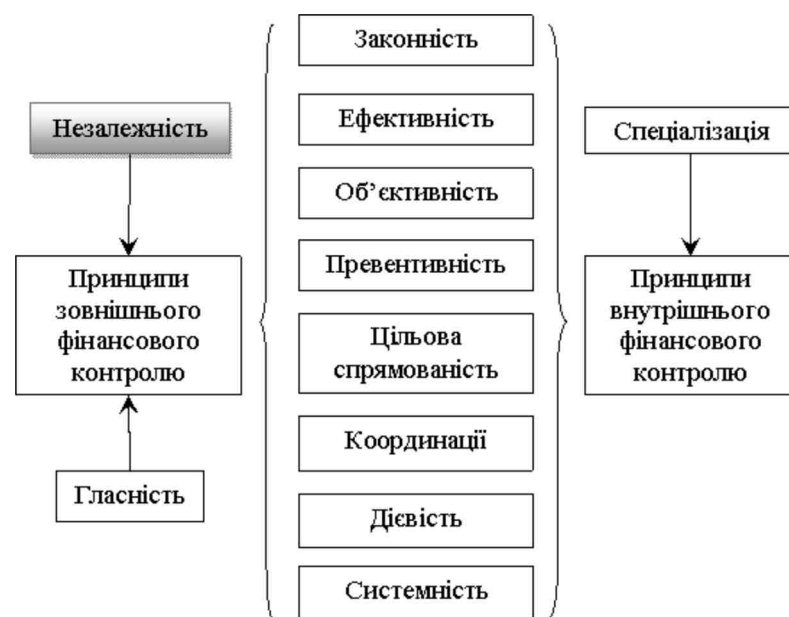 Незалежність
Принципи
зовнішнього
фінансового
контролю
Гласність
Законність
Ефективність
Об’єктивність
Превентивність
Цільова
спрямованість
Координації
Дієвість
Системність
Спеціалізація
Принципи
внутрішнього
фінансового
контролю